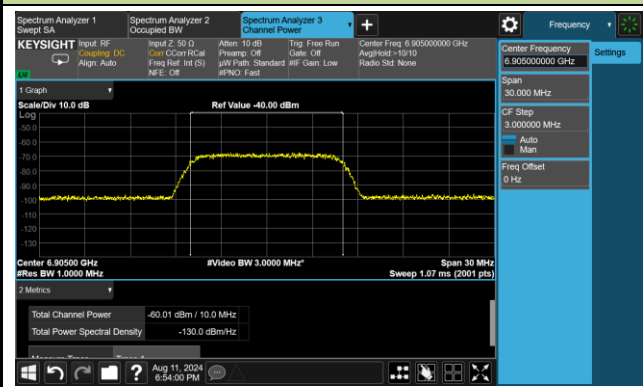 Spectrum Analyzer 1
Swept SA
Spectrum Analyzer 2
Occupied BW
Spectrum Analyzer 3
Channel Power
Frequency
KEYSIGHT
Input: RF
Coupling: DC
Align: Auto
Input Z: 50 Ω
Corr CCorr RCal
Freq Ref: Int (S)
NFE: Off
Atten: 10 dB
Preamp: Off
µW Path: Standard
#PNO: Fast
Trig: Free Run
Gate: Off
#IF Gain: Low
Center Freq: 6.905000000 GHz
Avg|Hold:>10/10
Radio Std: None
Center Frequency
6.905000000 GHz
Settings
Span
30.000 MHz
CF Step
3.000000 MHz
Auto
Man
Freq Offset
0 Hz
1 Graph
Scale/Div 10.0 dB
Ref Value -40.00 dBm
Log
-50.0
-60.0
-70.0
-80.0
-90.0
-100
-110
-120
-130
Center 6.90500 GHz
#Video BW 3.0000 MHz*
Span 30 MHz
#Res BW 1.0000 MHz
Sweep 1.07 ms (2001 pts)
2 Metrics
Total Channel Power -60.01 dBm / 10.0 MHz
Total Power Spectral Density -130.0 dBm/Hz
Aug 11, 2024
6:54:00 PM